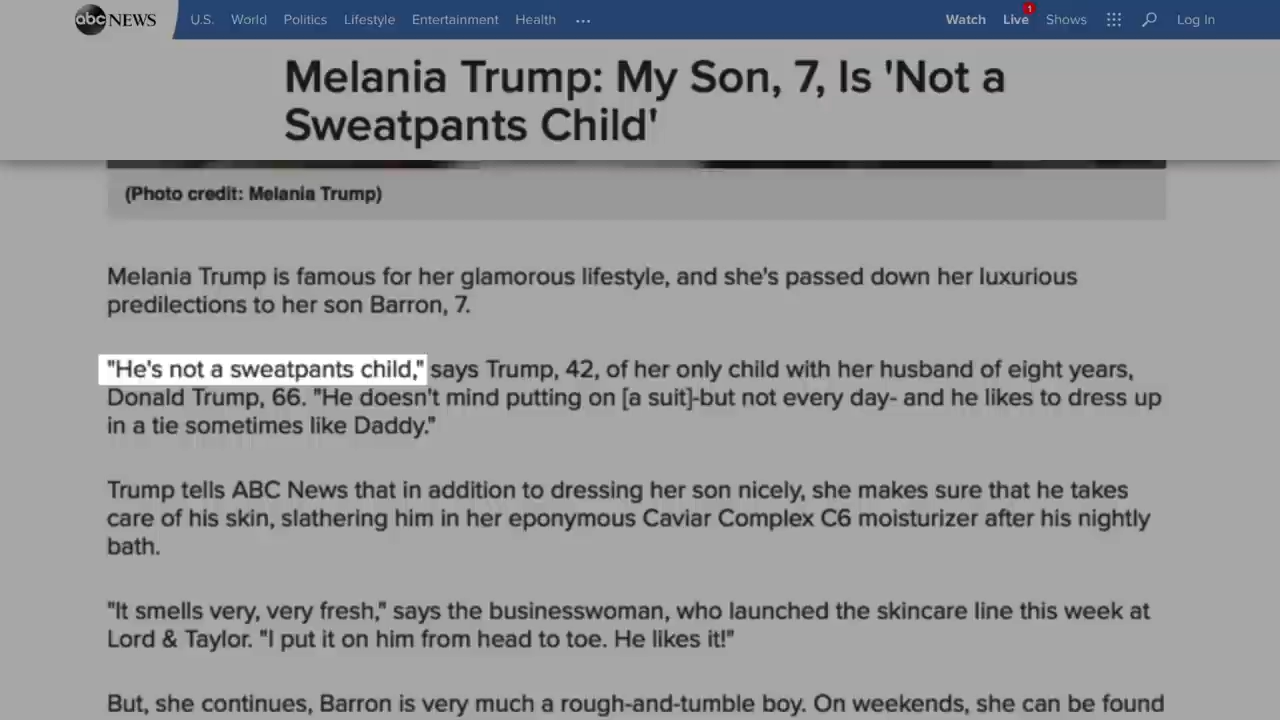 abc NEWS U.S. World Politics Lifestyle Entertainment Health ... Watch Live 1 Shows Log In
Melania Trump: My Son, 7, Is 'Not a
Sweatpants Child'
(Photo credit: Melania Trump)
Melania Trump is famous for her glamorous lifestyle, and she's passed down her luxurious
predilections to her son Barron, 7.
"He's not a sweatpants child," says Trump, 42, of her only child with her husband of eight years,
Donald Trump, 66. "He doesn't mind putting on [a suit]-but not every day- and he likes to dress up
in a tie sometimes like Daddy."
Trump tells ABC News that in addition to dressing her son nicely, she makes sure that he takes
care of his skin, slathering him in her eponymous Caviar Complex C6 moisturizer after his nightly
bath.
"It smells very, very fresh," says the businesswoman, who launched the skincare line this week at
Lord & Taylor. "I put it on him from head to toe. He likes it!"
But, she continues, Barron is very much a rough-and-tumble boy. On weekends, she can be found